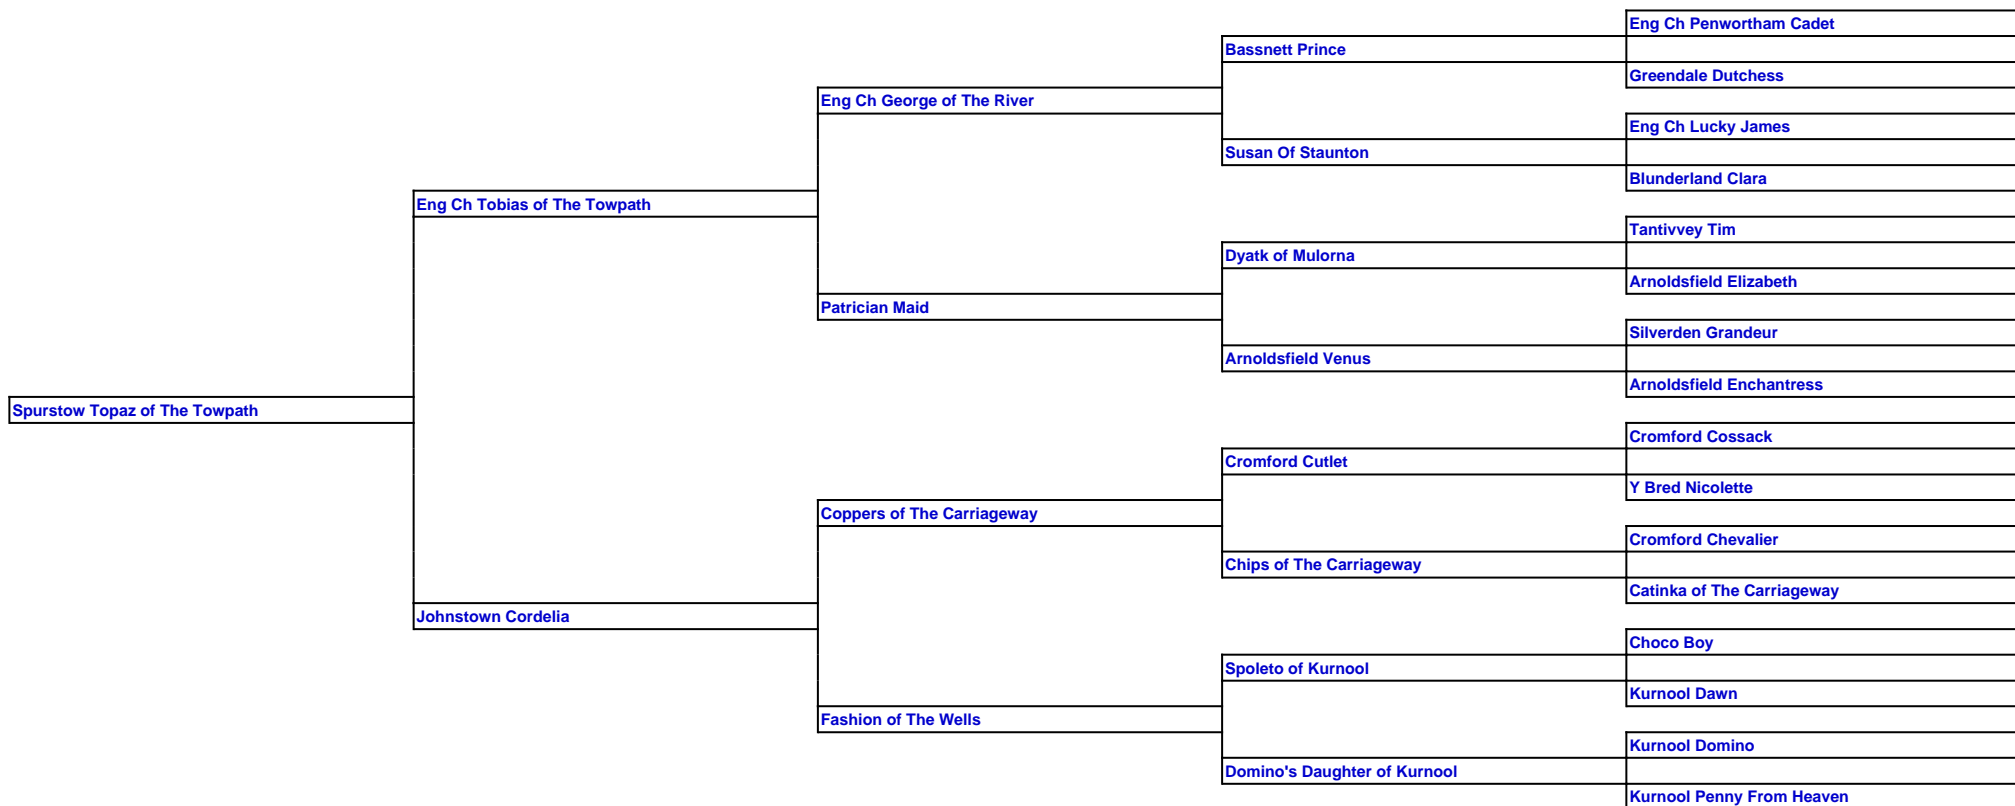 Eng Ch Penwortham Cadet
Bassnett Prince
Greendale Dutchess
Eng Ch George of The River
Eng Ch Lucky James
Susan Of Staunton
Blunderland Clara
Eng Ch Tobias of The Towpath
Tantivvey Tim
Dyatk of Mulorna
Arnoldsfield Elizabeth
Patrician Maid
Silverden Grandeur
Arnoldsfield Venus
Arnoldsfield Enchantress
Spurstow Topaz of The Towpath
Cromford Cossack
Cromford Cutlet
Y Bred Nicolette
Coppers of The Carriageway
Cromford Chevalier
Chips of The Carriageway
Catinka of The Carriageway
Johnstown Cordelia
Choco Boy
Spoleto of Kurnool
Kurnool Dawn
Fashion of The Wells
Kurnool Domino
Domino's Daughter of Kurnool
Kurnool Penny From Heaven